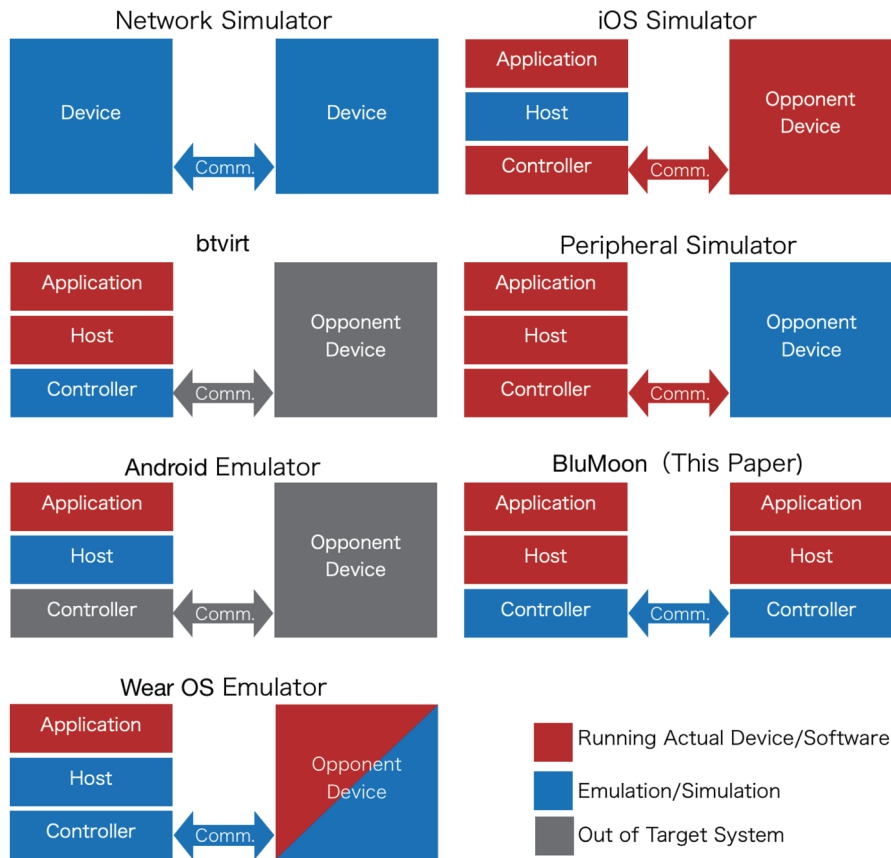 Network Simulator
Device
Device
Comm.
iOS Simulator
Application
Host
Controller
Comm.
Opponent
Device
btvirt
Application
Host
Controller
Comm.
Opponent
Device
Peripheral Simulator
Application
Host
Controller
Comm.
Opponent
Device
Android Emulator
Application
Host
Controller
Comm.
Opponent
Device
BluMoon（This Paper)
Application
Host
Controller
Comm.
Application
Host
Controller
Wear OS Emulator
Application
Host
Controller
Comm.
Opponent
Device
Running Actual Device/Software
Emulation/Simulation
Out of Target System